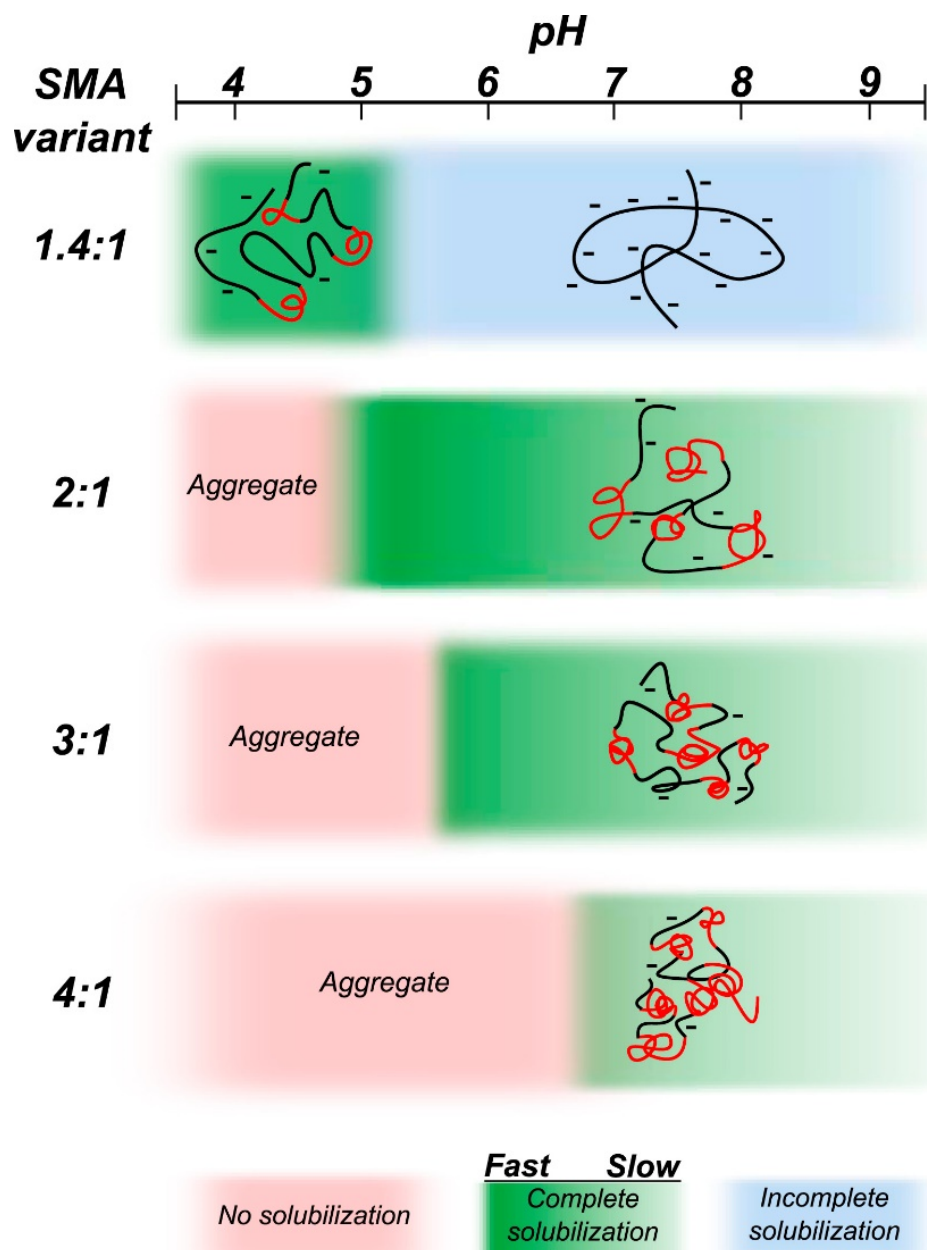 pH
SMA
variant
4 5 6 7 8 9
1.4:1
2:1
Aggregate
3:1
Aggregate
4:1
Aggregate
Fast Slow
No solubilization
Complete
solubilization
Incomplete
solubilization